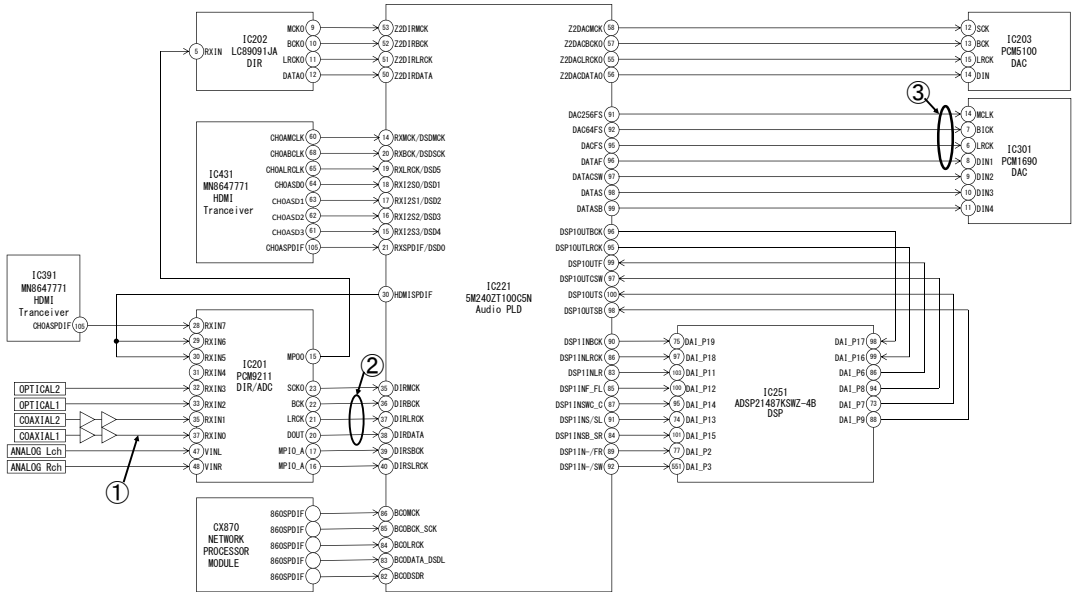 IC202
LC89091JA
DIR
5 RXIN
MCKO 9
BCKO 10
LRCKO 11
DATAO 12
53 Z2DIRMCK
52 Z2DIRBCK
51 Z2DIRLRCK
50 Z2DIRDATA
Z2DACMCK 58
Z2DACBCKO 57
Z2DACLRCKO 55
Z2DACDATAO 56
12 SCK
13 BCK
15 LRCK
14 DIN
IC203
PCM5100
DAC
IC431
MN8647771
HDMI
Tranceiver
CHOAMCLK 60
CHOABCLK 68
CHOALRCLK 65
CHOASD0 64
CHOASD1 63
CHOASD2 62
CHOASD3 61
CHOASPDIF 105
14 RXMCK/DSDMCK
20 RXBCK/DSDSCK
19 RXLRCK/DSD5
18 RXI2S0/DSD1
17 RXI2S1/DSD2
16 RXI2S2/DSD3
15 RXI2S3/DSD4
21 RXSPDIF/DSD0
DAC256FS 91
DAC64FS 92
DACFS 95
DATAF 96
DATACSW 97
DATAS 98
DATASB 99
③
14 MCLK
7 BICK
6 LRCK
8 DIN1
9 DIN2
10 DIN3
11 DIN4
IC301
PCM1690
DAC
DSP1OUTBCK 96
DSP1OUTLRCK 95
DSP1OUTF 99
DSP1OUTCSW 97
DSP1OUTS 100
DSP1OUTSB 98
IC391
MN8647771
HDMI
Tranceiver
CHOASPDIF 105
30 HDMISPDIF
IC221
5M240ZT100C5N
Audio PLD
28 RXIN7
29 RXIN6
30 RXIN5
31 RXIN4
32 RXIN3
33 RXIN2
35 RXIN1
37 RXIN0
47 VINL
48 VINR
IC201
PCM9211
DIR/ADC
MPO0 15
SCKO 23
BCK 22
LRCK 21
DOUT 20
MPIO_A 17
MPIO_A 16
②
35 DIRMCK
36 DIRBCK
37 DIRLRCK
38 DIRDATA
39 DIRSBCK
40 DIRSLRCK
OPTICAL2
OPTICAL1
COAXIAL2
COAXIAL1
ANALOG Lch
ANALOG Rch
①
DSP1INBCK 90
DSP1INLRCK 86
DSP1INLR 83
DSP1INF_FL 85
DSP1INSWC_C 87
DSP1INS/SL 91
DSP1INSB_SR 84
DSP1IN-/FR 89
DSP1IN-/SW 92
75 DAI_P19
97 DAI_P18
103 DAI_P11
100 DAI_P12
95 DAI_P14
74 DAI_P13
101 DAI_P15
77 DAI_P2
551 DAI_P3
IC251
ADSP21487KSWZ-4B
DSP
DAI_P17 98
DAI_P16 99
DAI_P6 86
DAI_P8 94
DAI_P7 73
DAI_P9 88
CX870
NETWORK
PROCESSOR
MODULE
860SPDIF
860SPDIF
860SPDIF
860SPDIF
860SPDIF
86 BCOMCK
85 BCOBCK_SCK
84 BCOLRCK
83 BCODATA_DSDL
82 BCODSDR